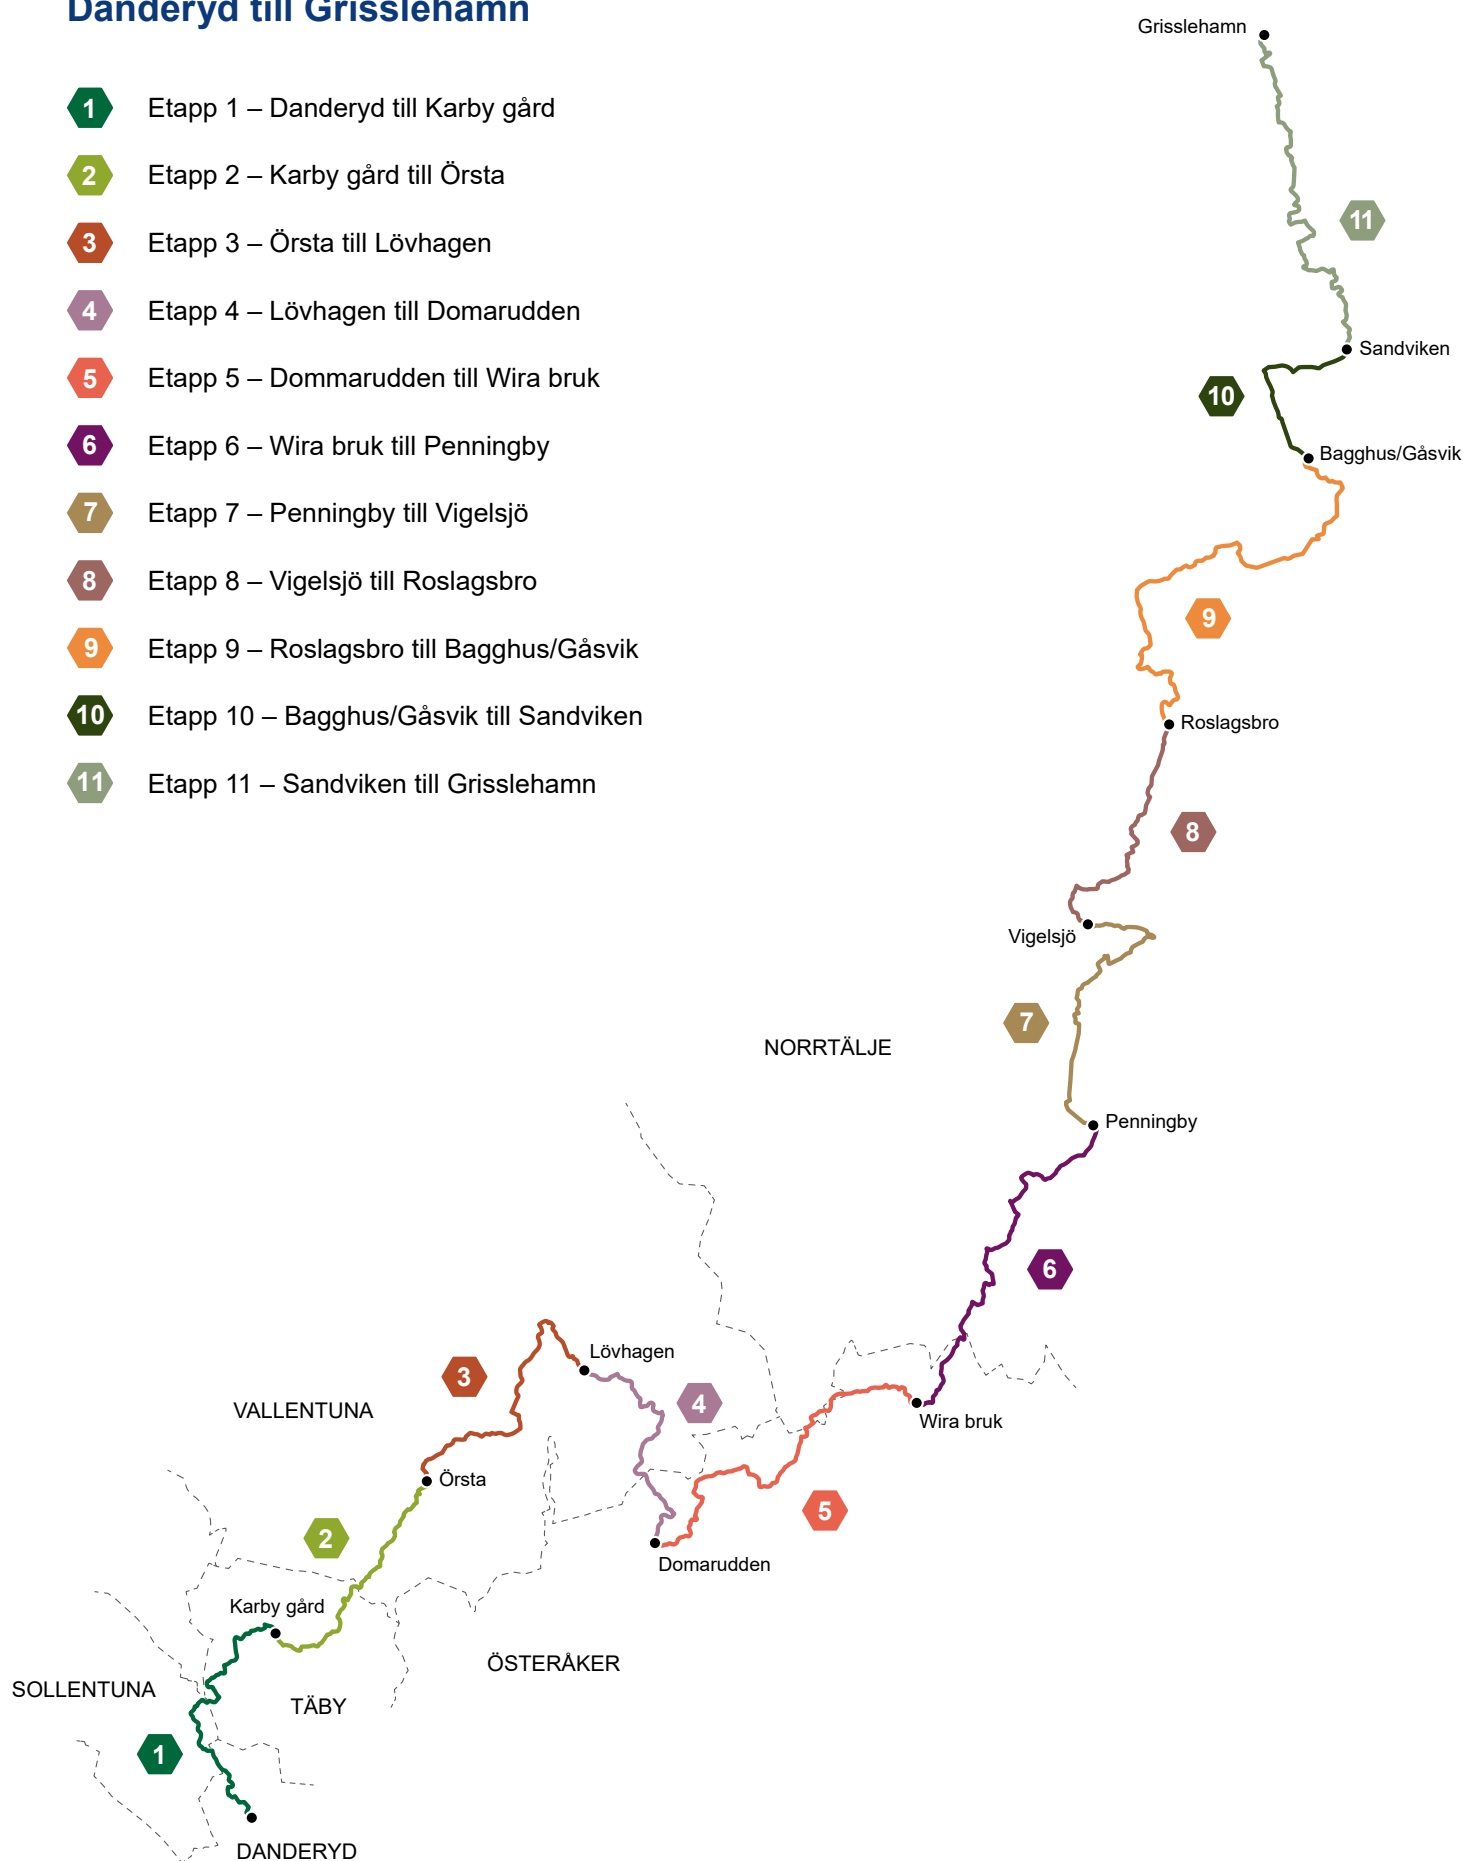 Danderyd till Grisslehamn
1 Etapp 1 – Danderyd till Karby gård
2 Etapp 2 – Karby gård till Örsta
3 Etapp 3 – Örsta till Lövhagen
4 Etapp 4 – Lövhagen till Domarudden
5 Etapp 5 – Dommarudden till Wira bruk
6 Etapp 6 – Wira bruk till Penningby
7 Etapp 7 – Penningby till Vigelsjö
8 Etapp 8 – Vigelsjö till Roslagsbro
9 Etapp 9 – Roslagsbro till Bagghus/Gåsvik
10 Etapp 10 – Bagghus/Gåsvik till Sandviken
11 Etapp 11 – Sandviken till Grisslehamn
Grisslehamn
11
Sandviken
10
Bagghus/Gåsvik
9
Roslagsbro
8
Vigelsjö
7
NORRTÄLJE
Penningby
6
Lövhagen
3
4
VALLENTUNA
Wira bruk
Örsta
5
2
Domarudden
Karby gård
ÖSTERÅKER
SOLLENTUNA
TÄBY
1
DANDERYD